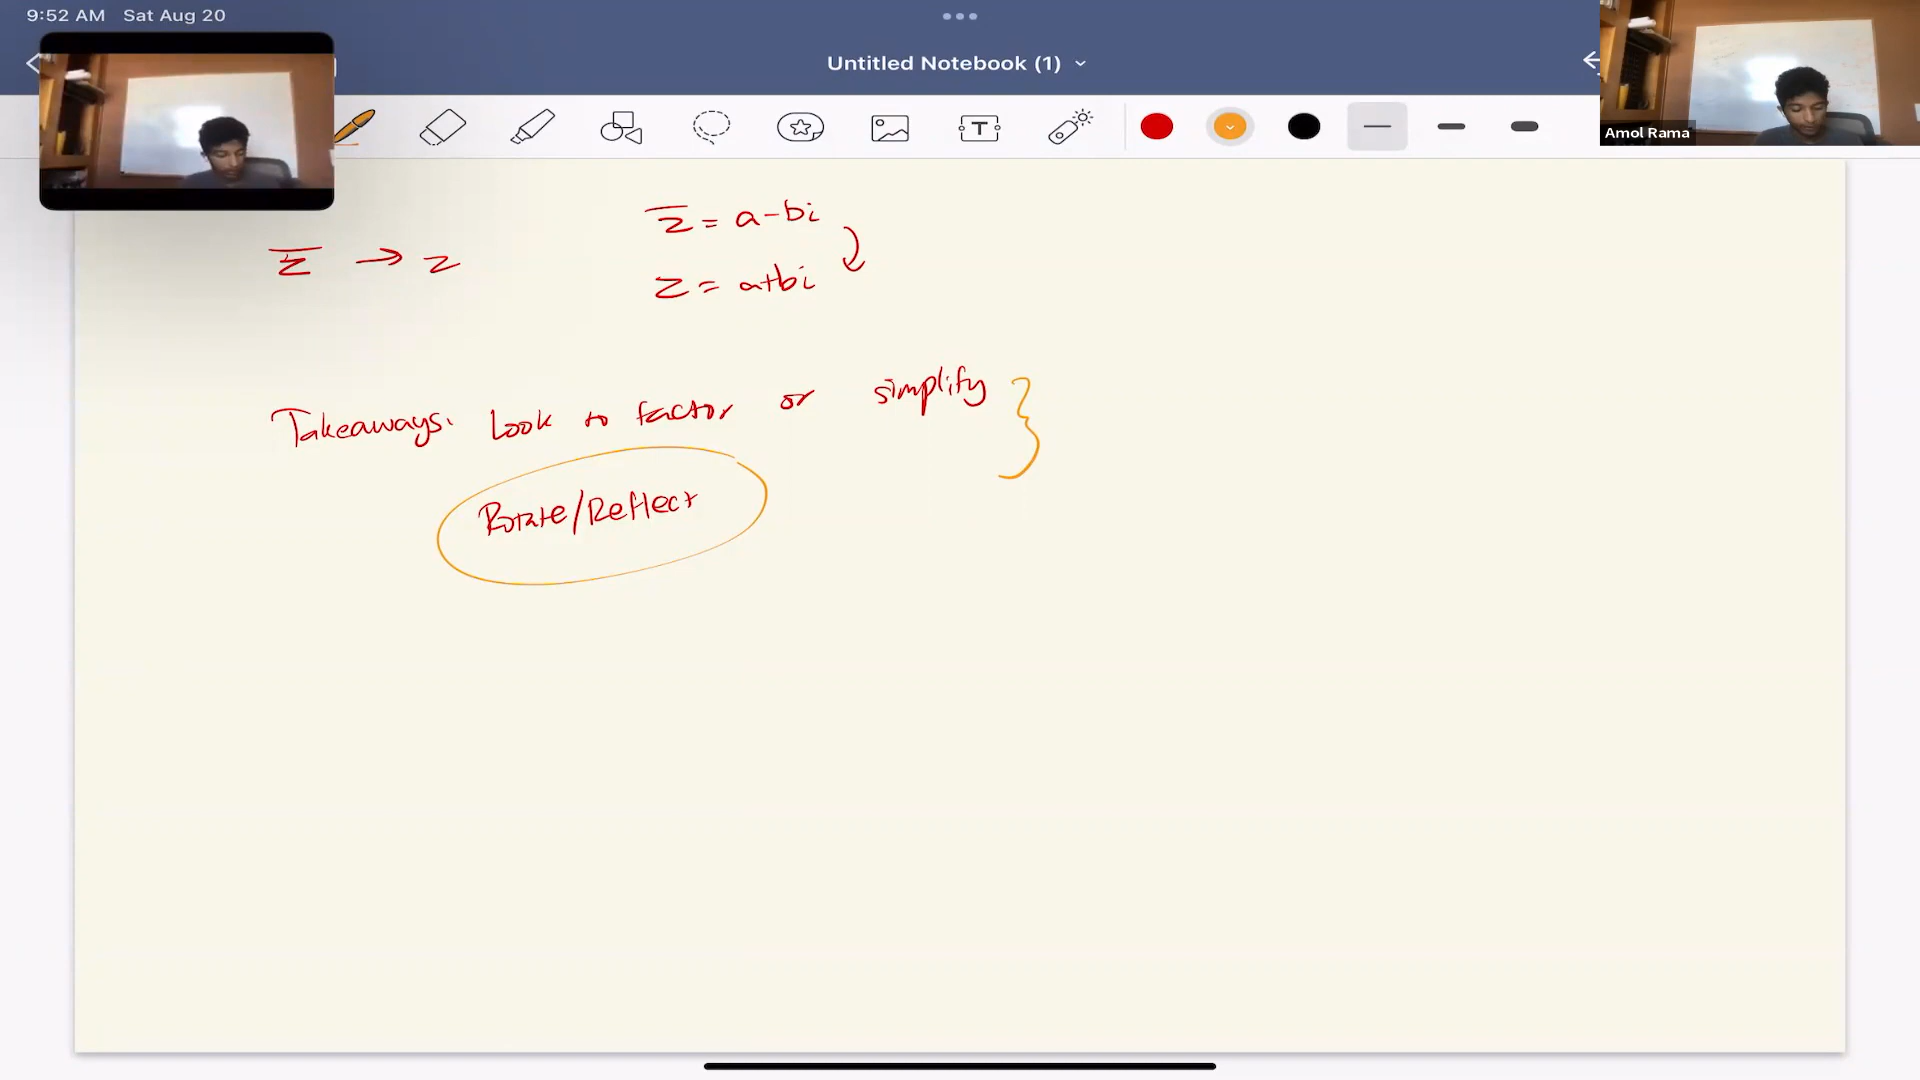 9:52 AM Sat Aug 20
Untitled Notebook (1)
Amol Rama
z̅ = a-bi
z̅ → z
z = a+bi
Takeaways: Look to factor or simplify
Rotate/Reflect